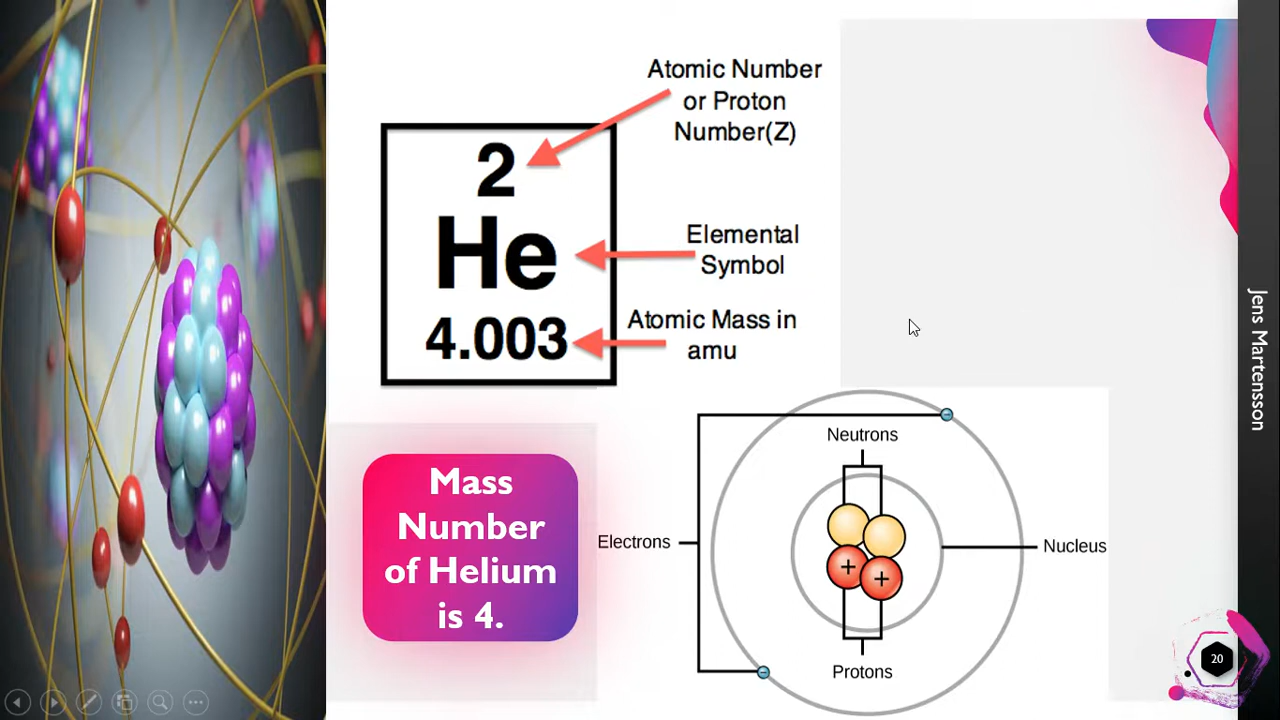 Atomic Number
or Proton
Number(Z)
2
He
Elemental
Symbol
4.003
Atomic Mass in
amu
Mass
Number
of Helium
is 4.
Neutrons
Electrons
Nucleus
+
+
Protons
Jens Martensson
20